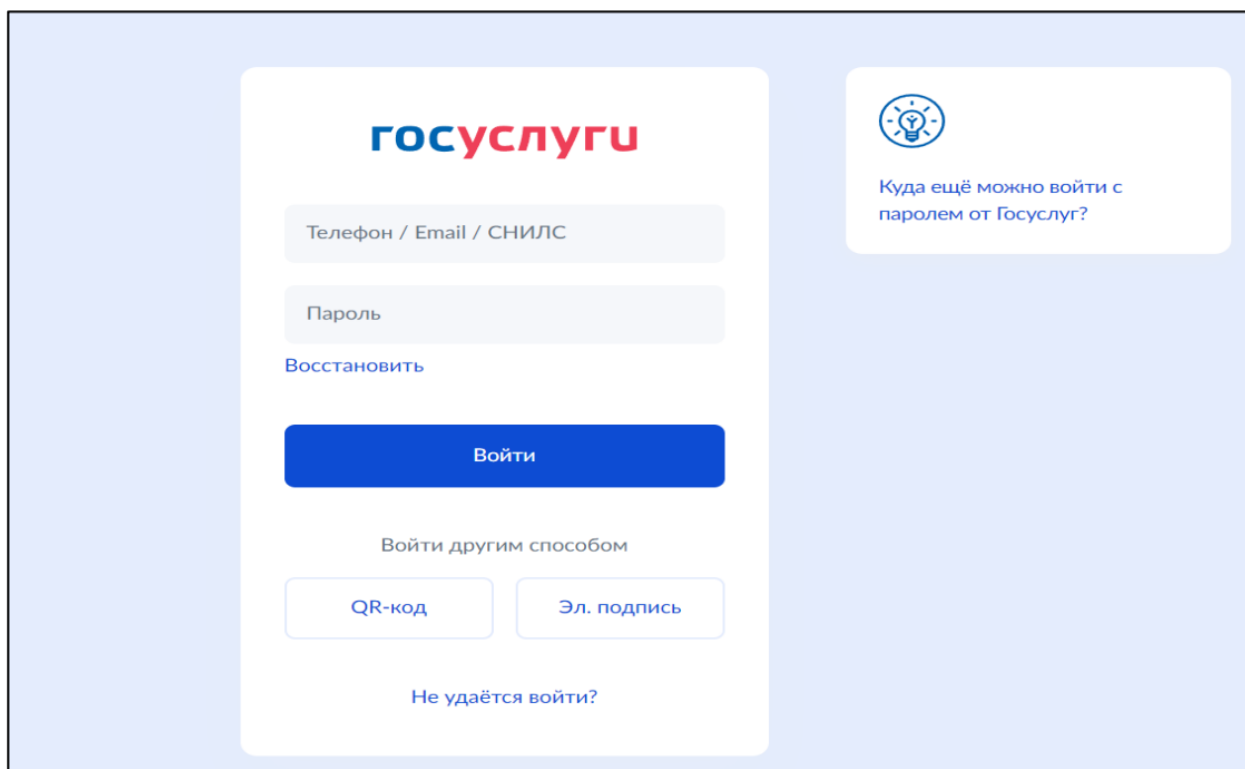 госуслуги
Телефон / Email / СНИЛС
Пароль
Восстановить
Войти
Войти другим способом
QR-код
Эл. подпись
Не удаётся войти?
Куда ещё можно войти с
паролем от Госуслуг?